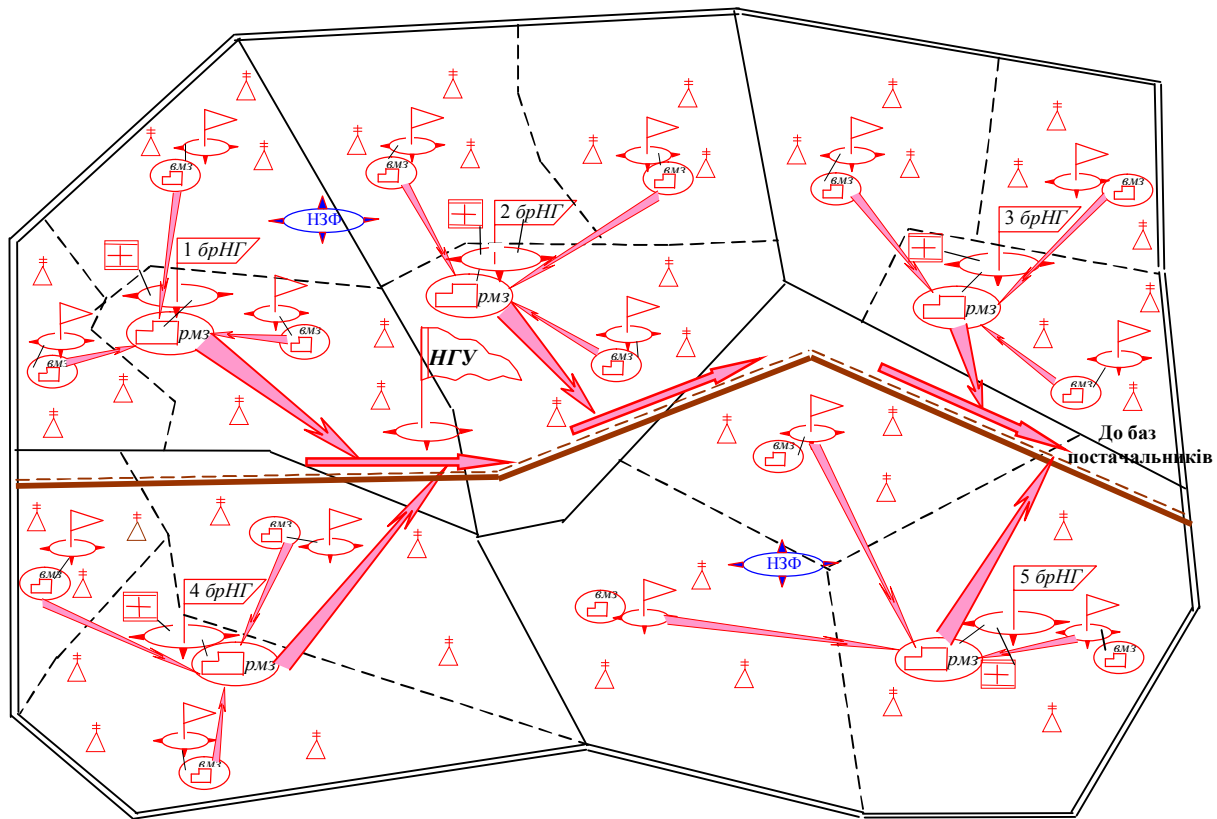 вмз
вмз
вмз
вмз
вмз
НЗФ
2 брНГ
3 брНГ
1 брНГ
рмз
рмз
рмз
вмз
вмз
вмз
вмз
НГУ
До баз
постачальників
вмз
вмз
вмз
НЗФ
4 брНГ
5 брНГ
вмз
рмз
рмз
вмз
вмз